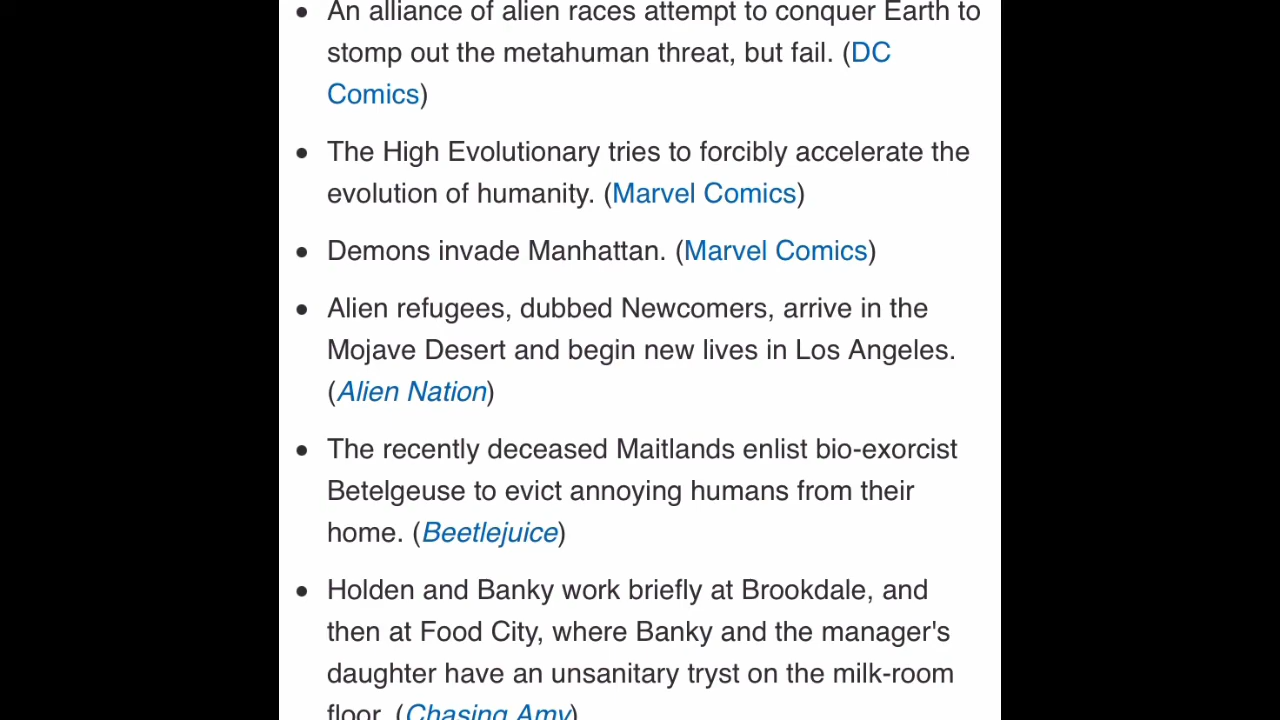 • An alliance of alien races attempt to conquer Earth to
stomp out the metahuman threat, but fail. (DC
Comics)
• The High Evolutionary tries to forcibly accelerate the
evolution of humanity. (Marvel Comics)
• Demons invade Manhattan. (Marvel Comics)
• Alien refugees, dubbed Newcomers, arrive in the
Mojave Desert and begin new lives in Los Angeles.
(Alien Nation)
• The recently deceased Maitlands enlist bio-exorcist
Betelgeuse to evict annoying humans from their
home. (Beetlejuice)
• Holden and Banky work briefly at Brookdale, and
then at Food City, where Banky and the manager's
daughter have an unsanitary tryst on the milk-room
floor. (Chasing Amy)